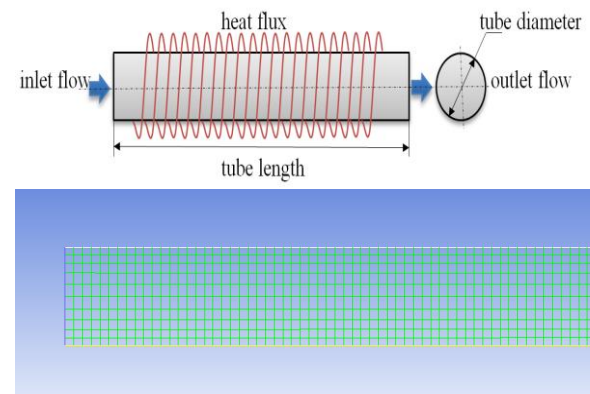 heat flux
tube diameter
inlet flow
outlet flow
tube length